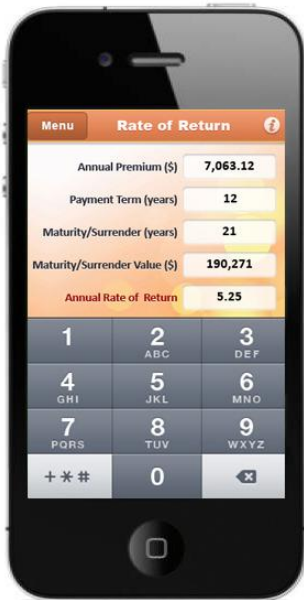 Menu Rate of Return i
Annual Premium ($) 7,063.12
Payment Term (years) 12
Maturity/Surrender (years) 21
Maturity/Surrender Value ($) 190,271
Annual Rate of Return 5.25
1 2 3
ABC DEF
4 5 6
GHI JKL MNO
7 8 9
PQRS TUV WXYZ
+*# 0